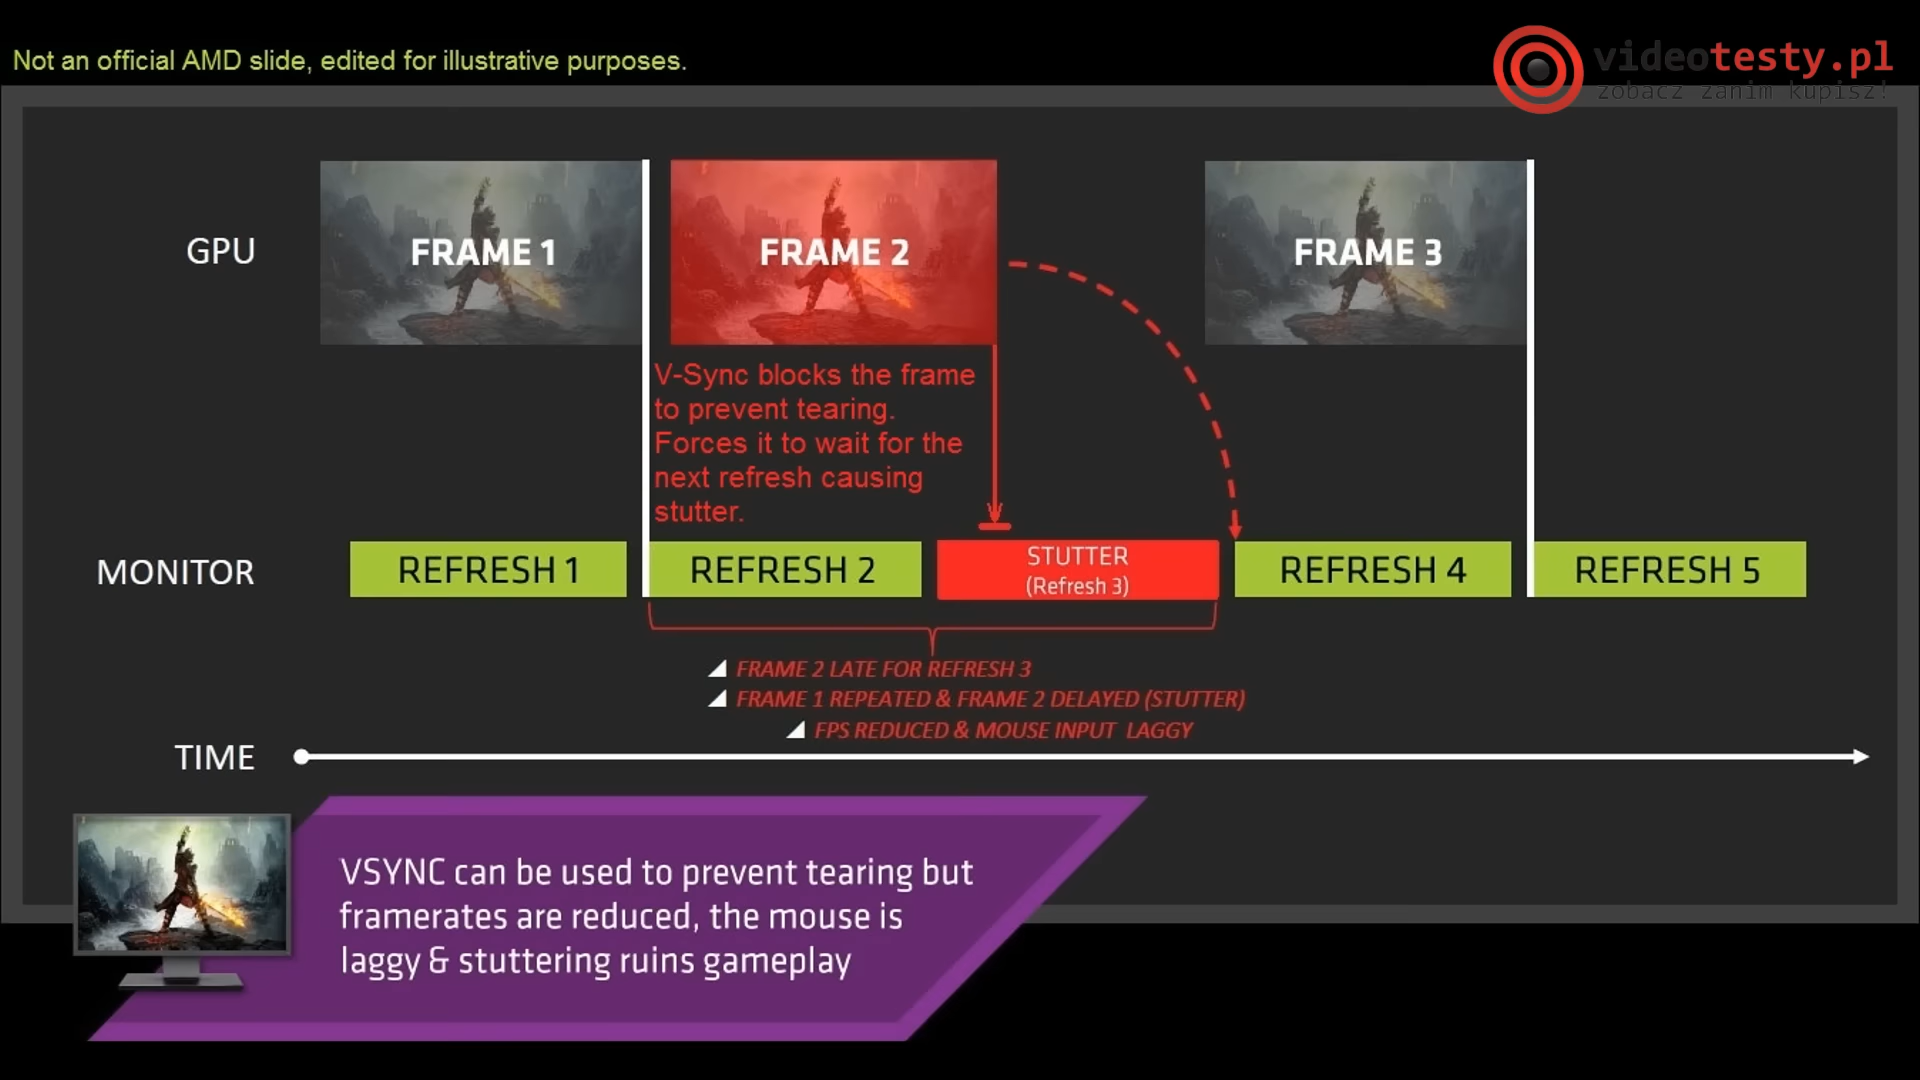 Not an official AMD slide, edited for illustrative purposes.
videotesty.pl
zobacz zanim kupisz!
GPU
FRAME 1
FRAME 2
FRAME 3
V-Sync blocks the frame
to prevent tearing.
Forces it to wait for the
next refresh causing
stutter.
MONITOR
REFRESH 1
REFRESH 2
STUTTER
(Refresh 3)
REFRESH 4
REFRESH 5
FRAME 2 LATE FOR REFRESH 3
FRAME 1 REPEATED & FRAME 2 DELAYED (STUTTER)
FPS REDUCED & MOUSE INPUT LAGGY
TIME
VSYNC can be used to prevent tearing but
framerates are reduced, the mouse is
laggy & stuttering ruins gameplay